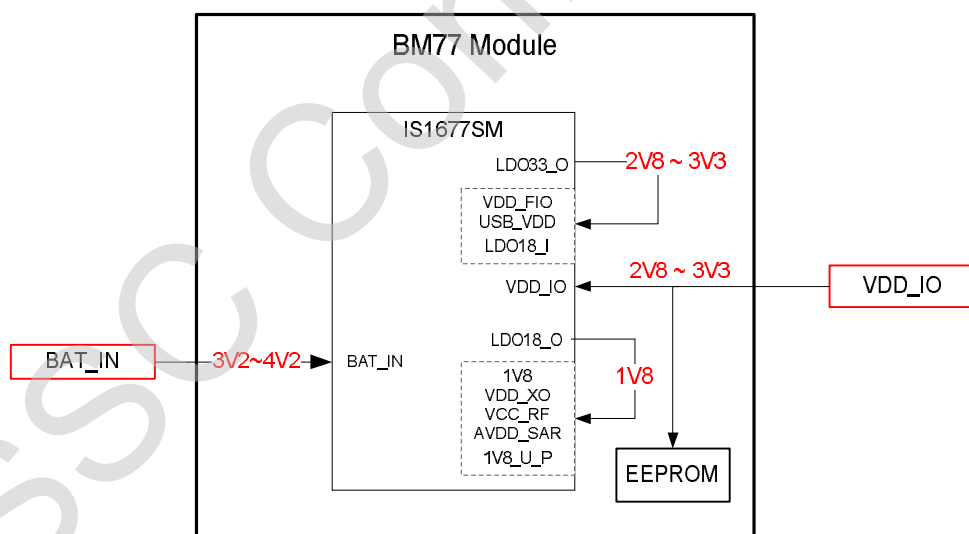 BM77 Module
IS1677SM
LDO33_O
2V8 ~ 3V3
VDD_FIO
USB_VDD
LDO18_I
2V8 ~ 3V3
VDD_IO
VDD_IO
LDO18_O
BAT_IN
3V2~4V2
BAT_IN
1V8
1V8
VDD_XO
VCC_RF
AVDD_SAR
1V8_U_P
EEPROM